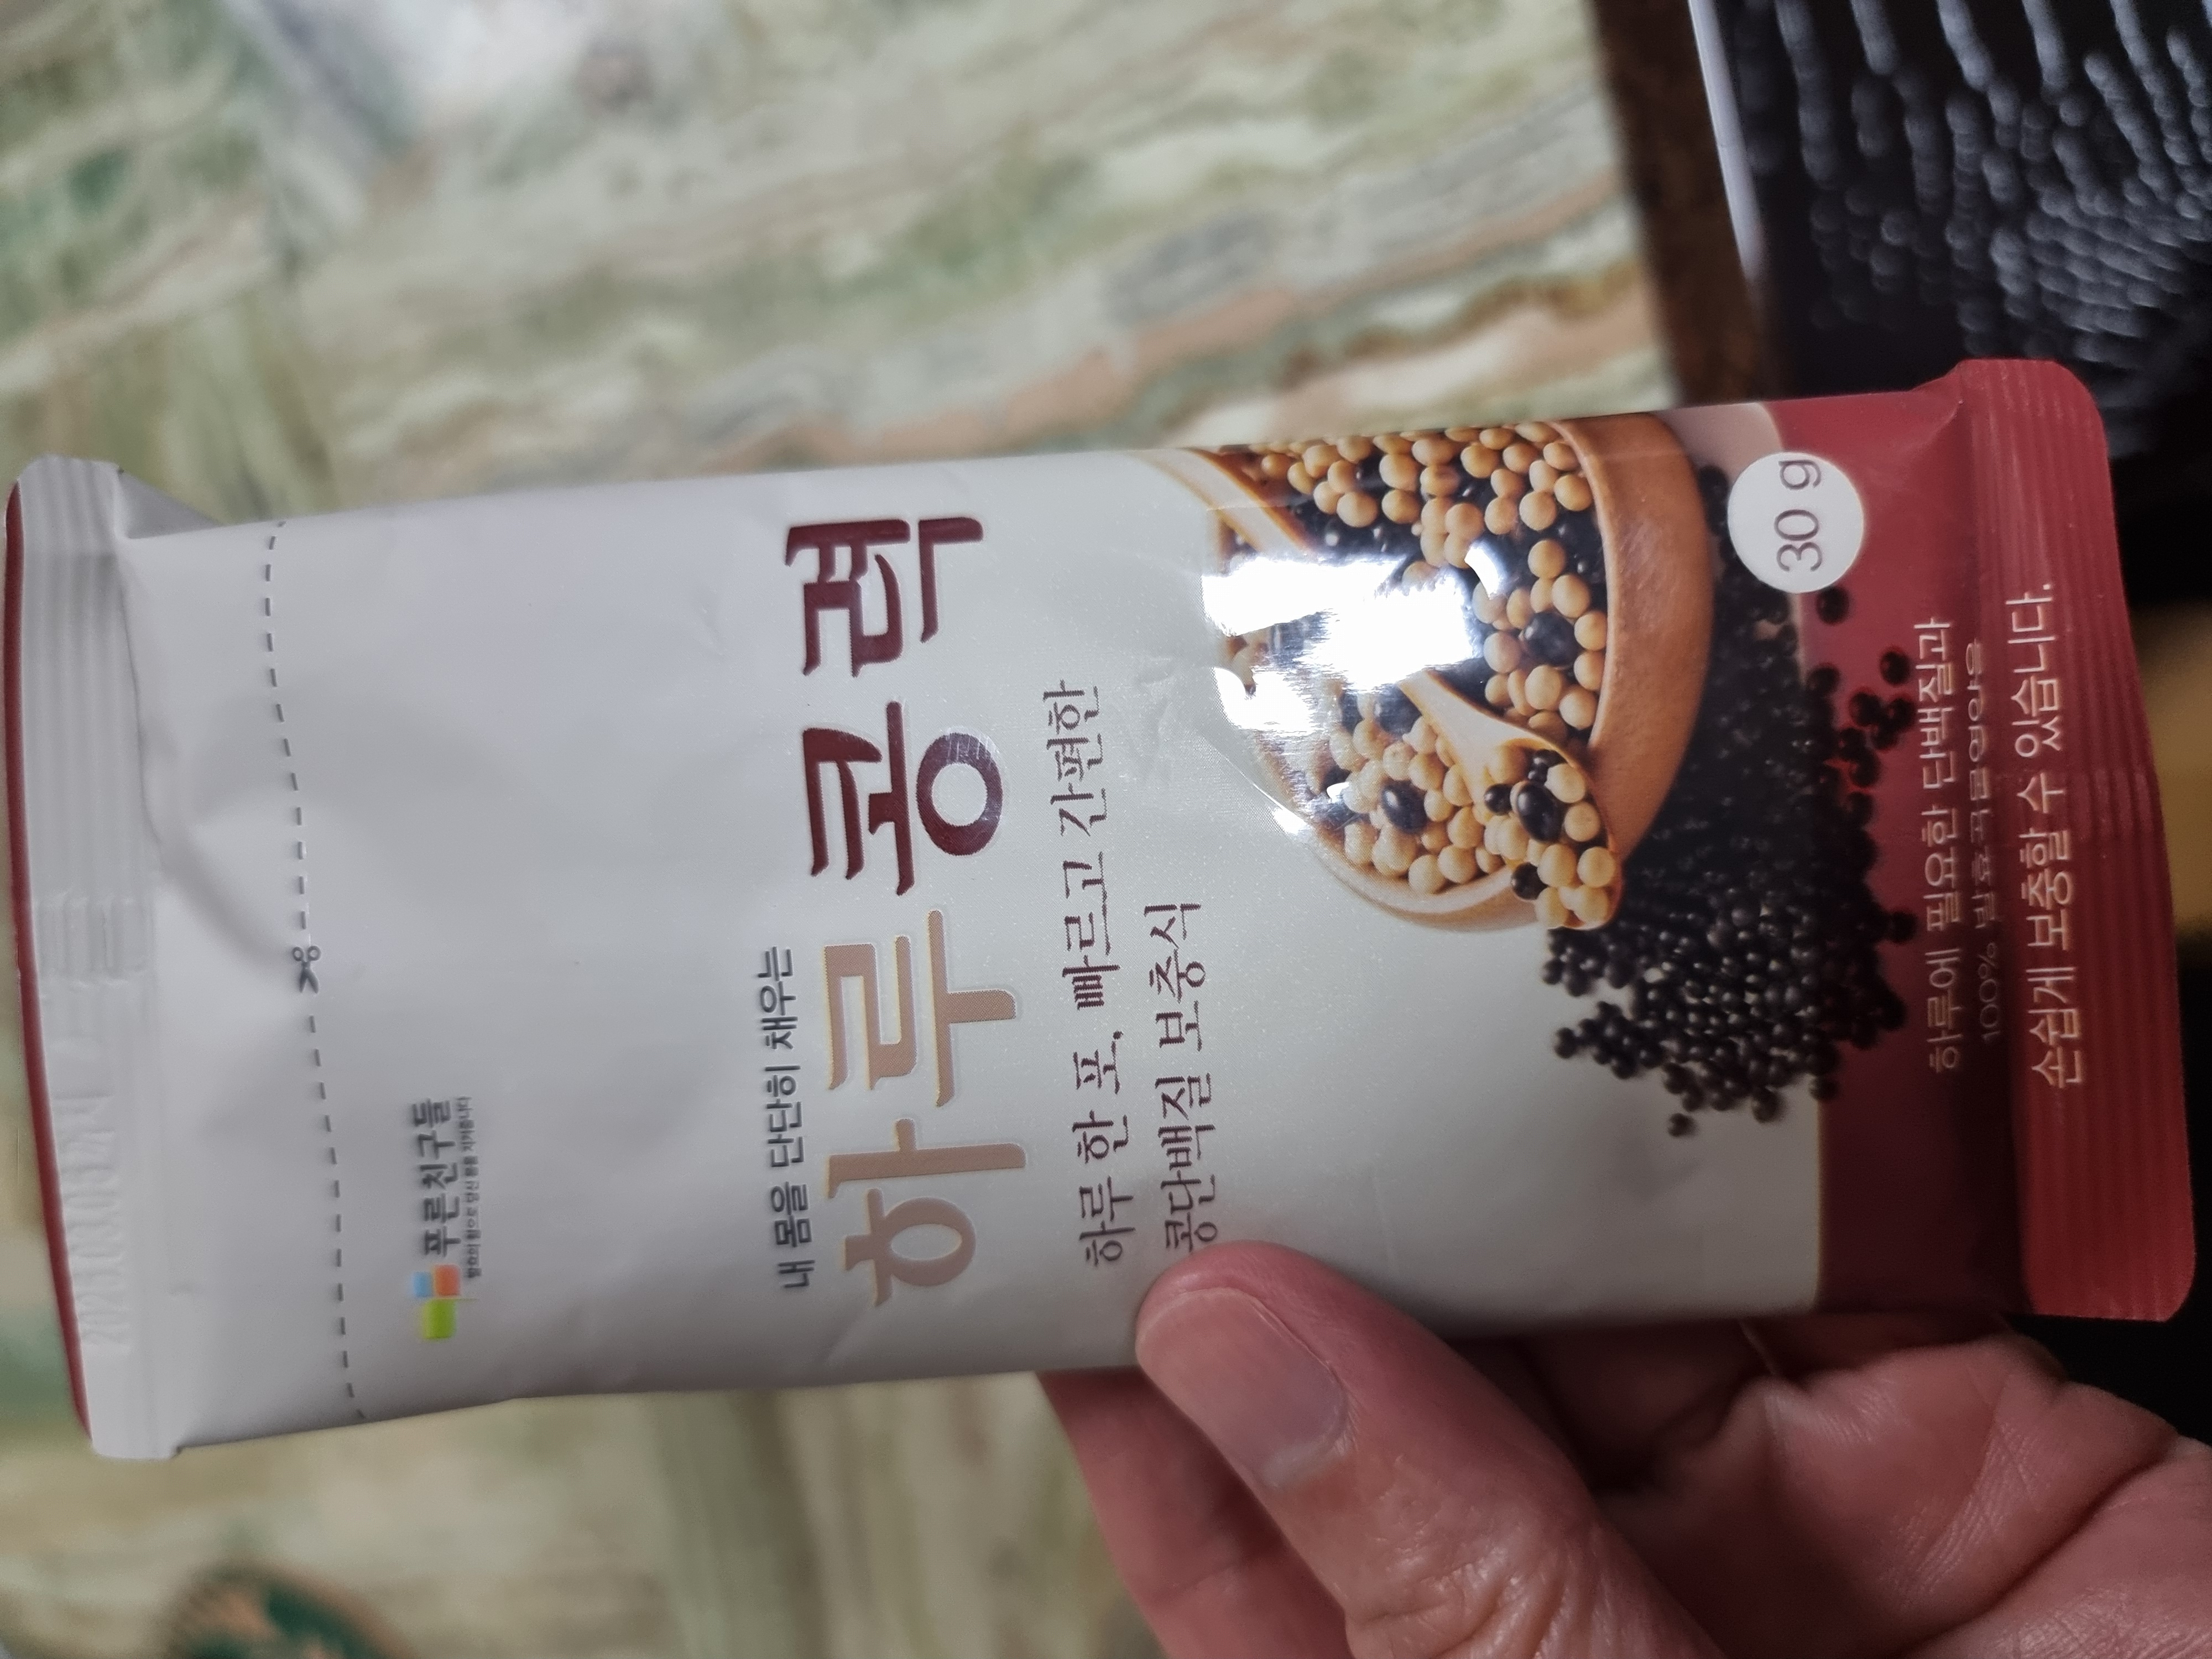 푸른친구들
내 몸을 단단히 채우는
하루콩력
하루 한 포, 빠르고 간편한
콩단백질 보충식
30 g
하루에 필요한 단백질과
100% 발효곡물영양을
손쉽게 보충할 수 있습니다.